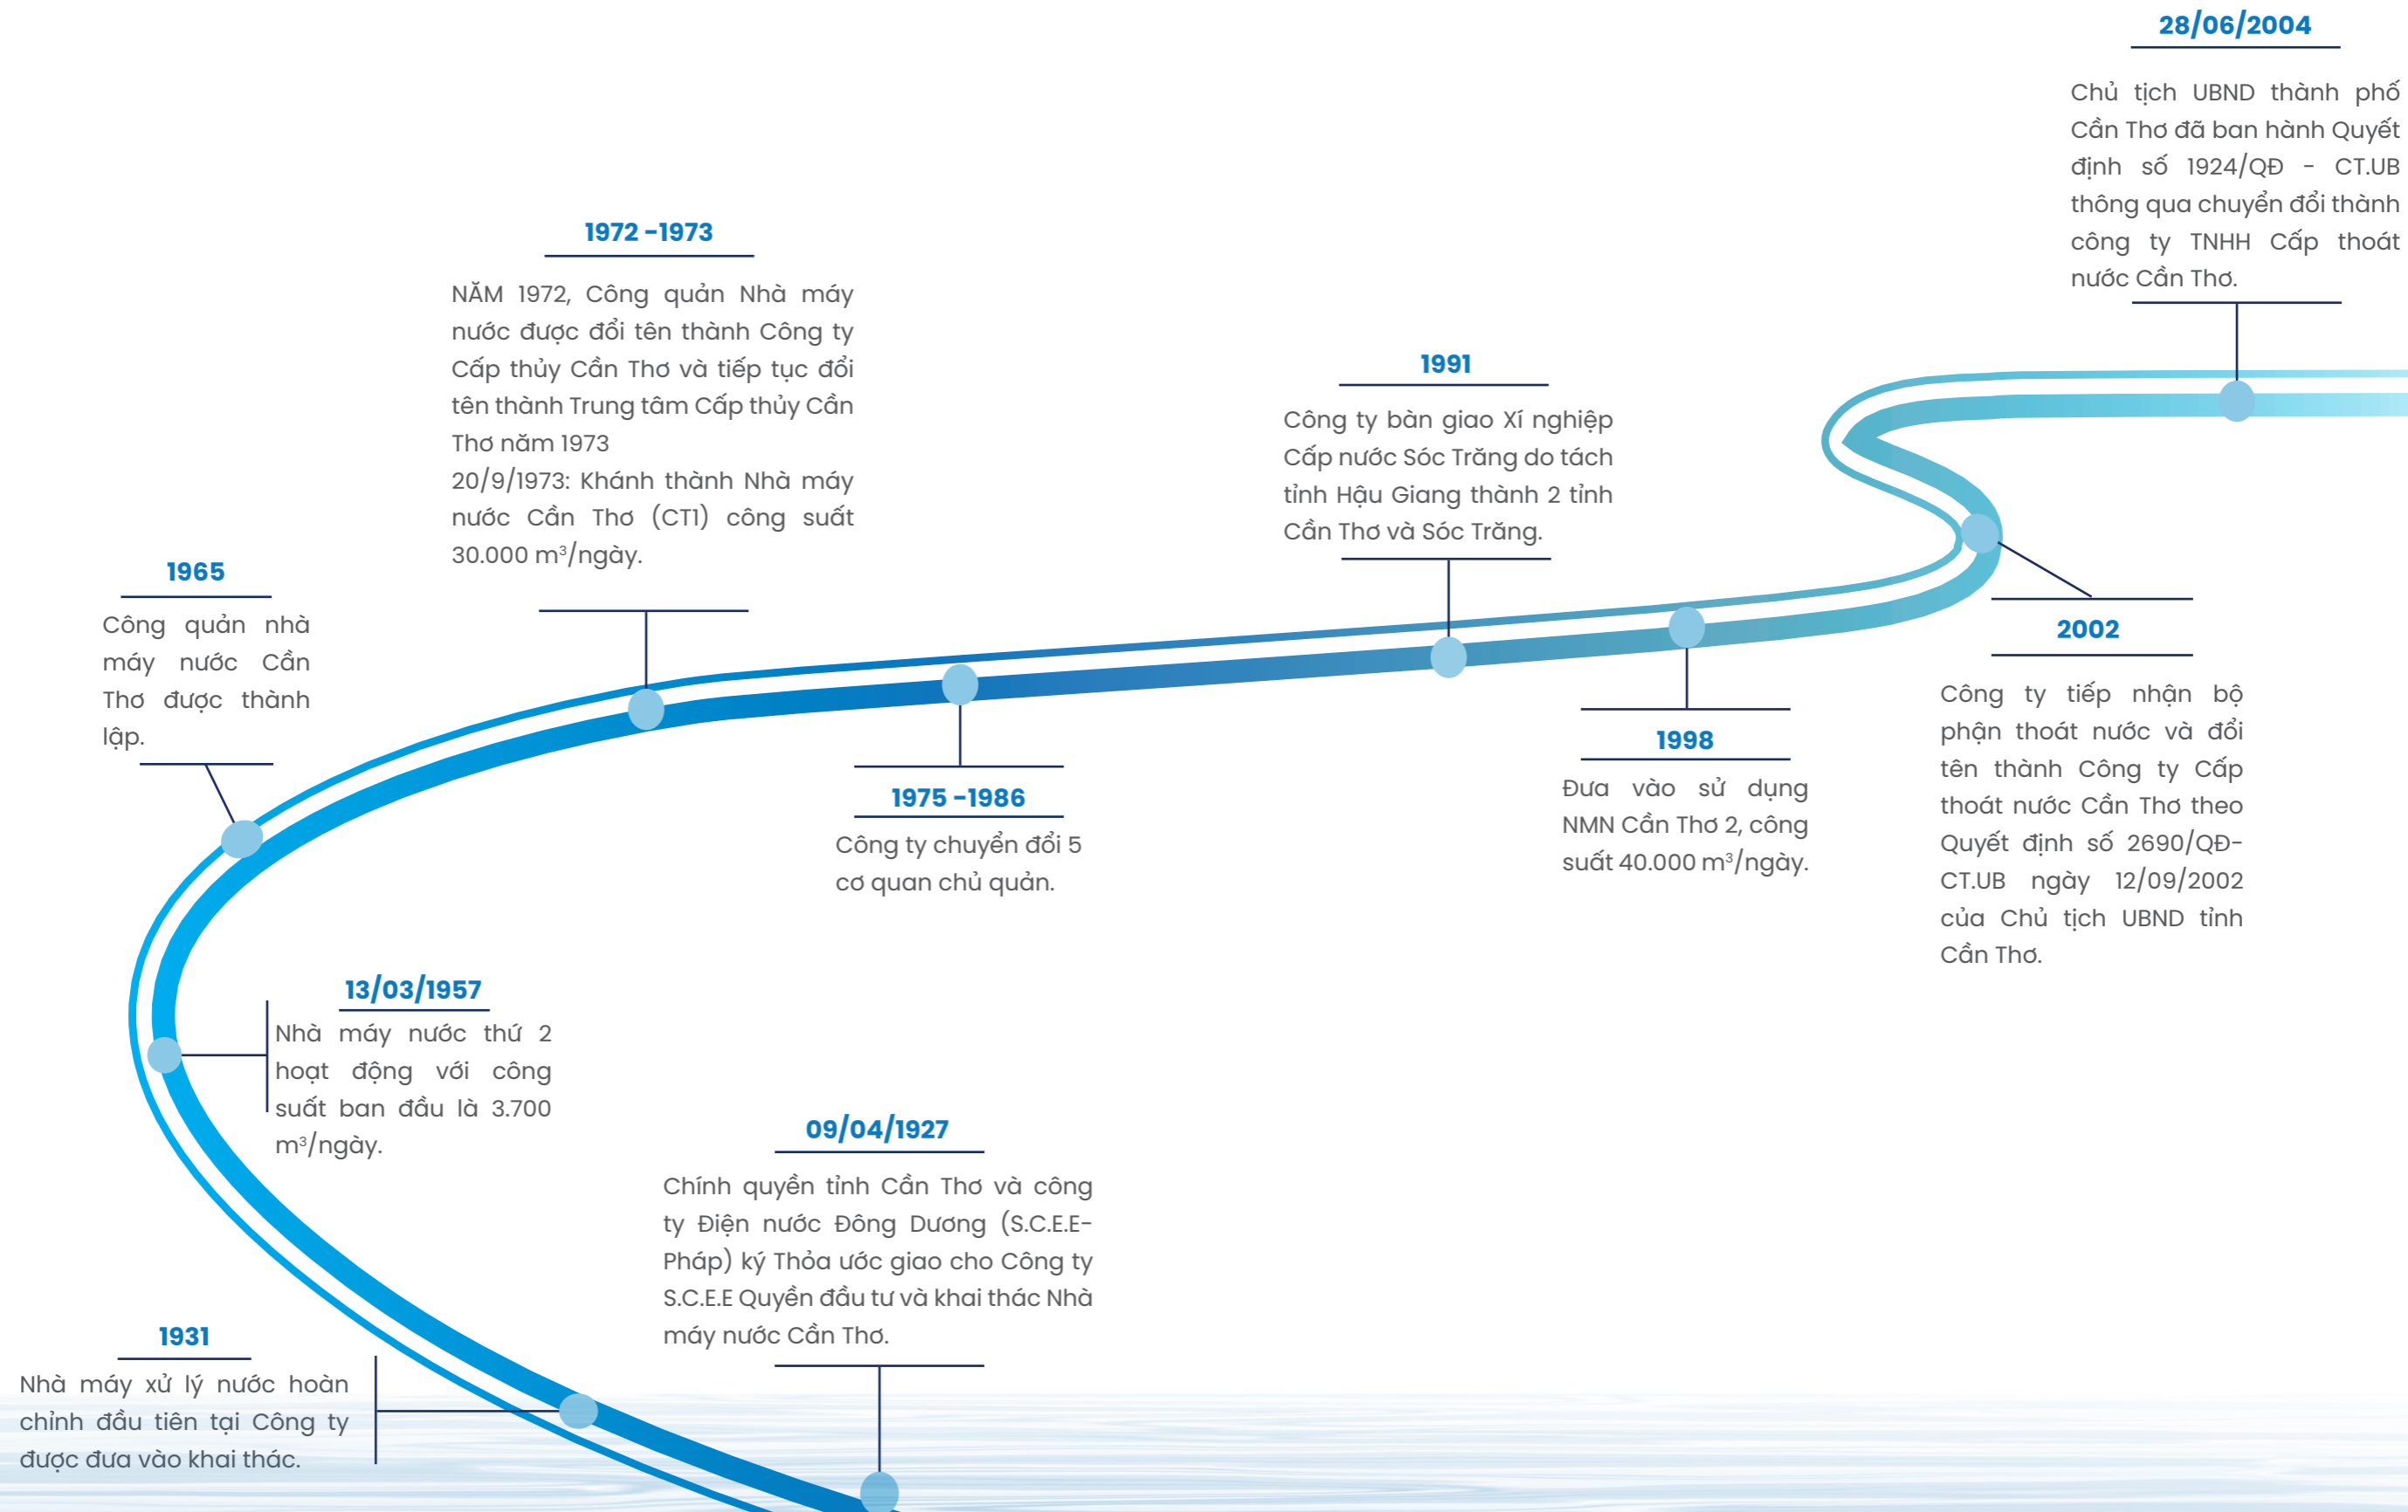 28/06/2004
Chủ tịch UBND thành phố
Cần Thơ đã ban hành Quyết
định số 1924/QĐ - CT.UB
thông qua chuyển đổi thành
công ty TNHH Cấp thoát
nước Cần Thơ.
1972 -1973
NĂM 1972, Công quản Nhà máy
nước được đổi tên thành Công ty
Cấp thủy Cần Thơ và tiếp tục đổi
tên thành Trung tâm Cấp thủy Cần
Thơ năm 1973
20/9/1973: Khánh thành Nhà máy
nước Cần Thơ (CT1) công suất
30.000 m³/ngày.
1991
Công ty bàn giao Xí nghiệp
Cấp nước Sóc Trăng do tách
tỉnh Hậu Giang thành 2 tỉnh
Cần Thơ và Sóc Trăng.
1965
Công quản nhà
máy nước Cần
Thơ được thành
lập.
2002
Công ty tiếp nhận bộ
phận thoát nước và đổi
tên thành Công ty Cấp
thoát nước Cần Thơ theo
Quyết định số 2690/QĐ-
CT.UB ngày 12/09/2002
của Chủ tịch UBND tỉnh
Cần Thơ.
1998
Đưa vào sử dụng
NMN Cần Thơ 2, công
suất 40.000 m³/ngày.
1975 -1986
Công ty chuyển đổi 5
cơ quan chủ quản.
13/03/1957
Nhà máy nước thứ 2
hoạt động với công
suất ban đầu là 3.700
m³/ngày.
09/04/1927
Chính quyền tỉnh Cần Thơ và công
ty Điện nước Đông Dương (S.C.E.E-
Pháp) ký Thỏa ước giao cho Công ty
S.C.E.E Quyền đầu tư và khai thác Nhà
máy nước Cần Thơ.
1931
Nhà máy xử lý nước hoàn
chỉnh đầu tiên tại Công ty
được đưa vào khai thác.